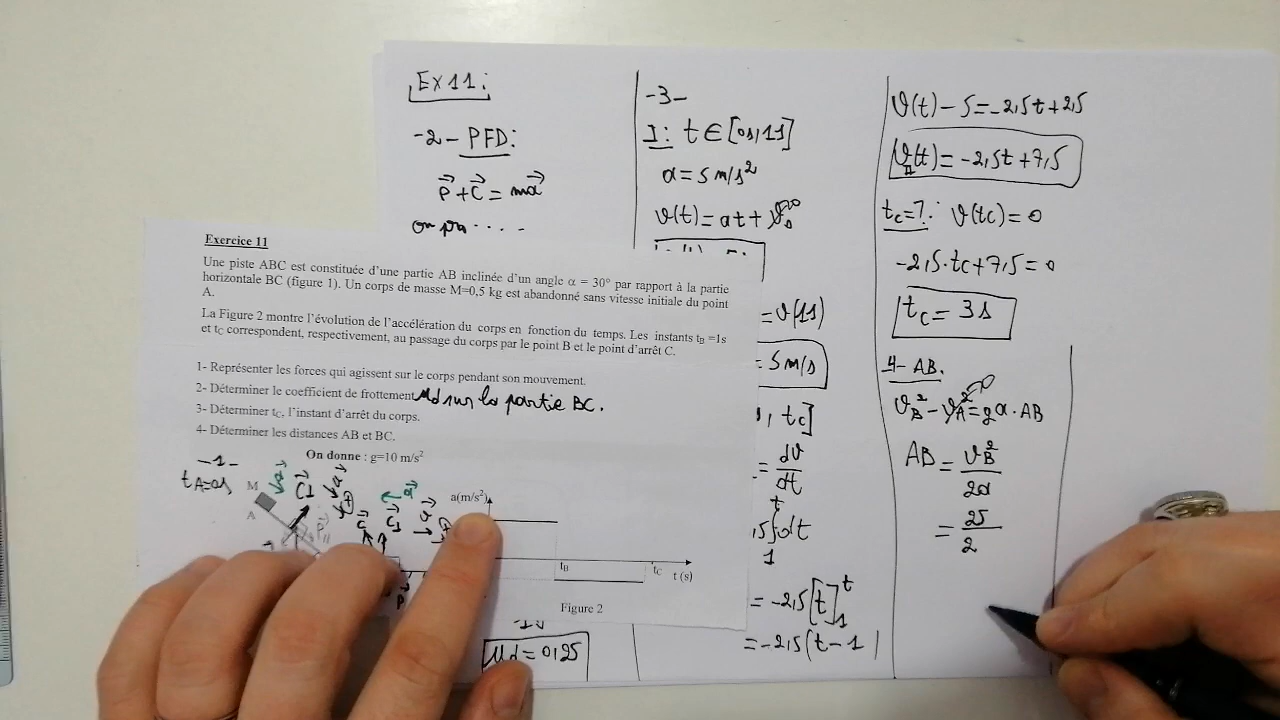 Ex 11:
-2- PFD:
P + C = ma
Exercice 11
Une piste ABC est constituée d'une partie AB inclinée d'un angle α = 30° par rapport à la partie
horizontale BC (figure 1). Un corps de masse M=0,5 kg est abandonné sans vitesse initiale du point
A.
La Figure 2 montre l'évolution de l'accélération du corps en fonction du temps. Les instants tB =1s
et tC correspondent, respectivement, au passage du corps par le point B et le point d'arrêt C.
1- Représenter les forces qui agissent sur le corps pendant son mouvement.
2- Déterminer le coefficient de frottement μd sur la partie BC.
3- Déterminer tC, l'instant d'arrêt du corps.
4- Déterminer les distances AB et BC.
On donne : g=10 m/s²
-1-
tA=0s
M
A
a(m/s²)
tB
tC
t (s)
Figure 2
μd = 0,25
-3-
I: t ∈ [0s,1s]
a = 5 m/s²
v(t) = at + v0
= v(1s)
= 5 m/s
, tc]
= dv/dt
,5∫dt
t
1
= -2,5[t]
t
1
= -2,5(t - 1
v(t) - 5 = -2,5t + 2,5
vII(t) = -2,5t + 7,5
tc = ?: v(tc) = 0
-2,5·tc + 7,5 = 0
tc = 3s
4- AB.
vB² - vA² = 2a·AB
0
AB = vB²/2a
= 25/2